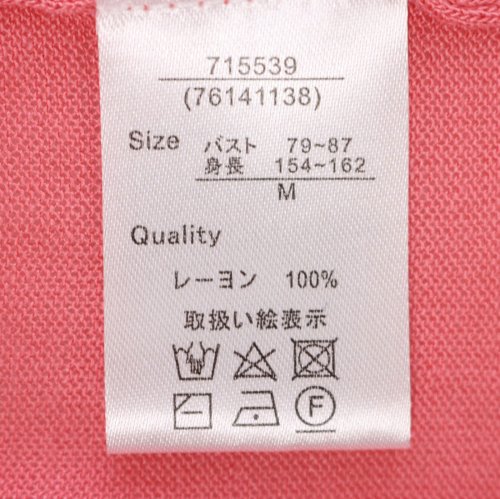 715539
(76141138)
Size バスト 79~87
身長 154~162
M
Quality
レーヨン 100%
取扱い絵表示
F